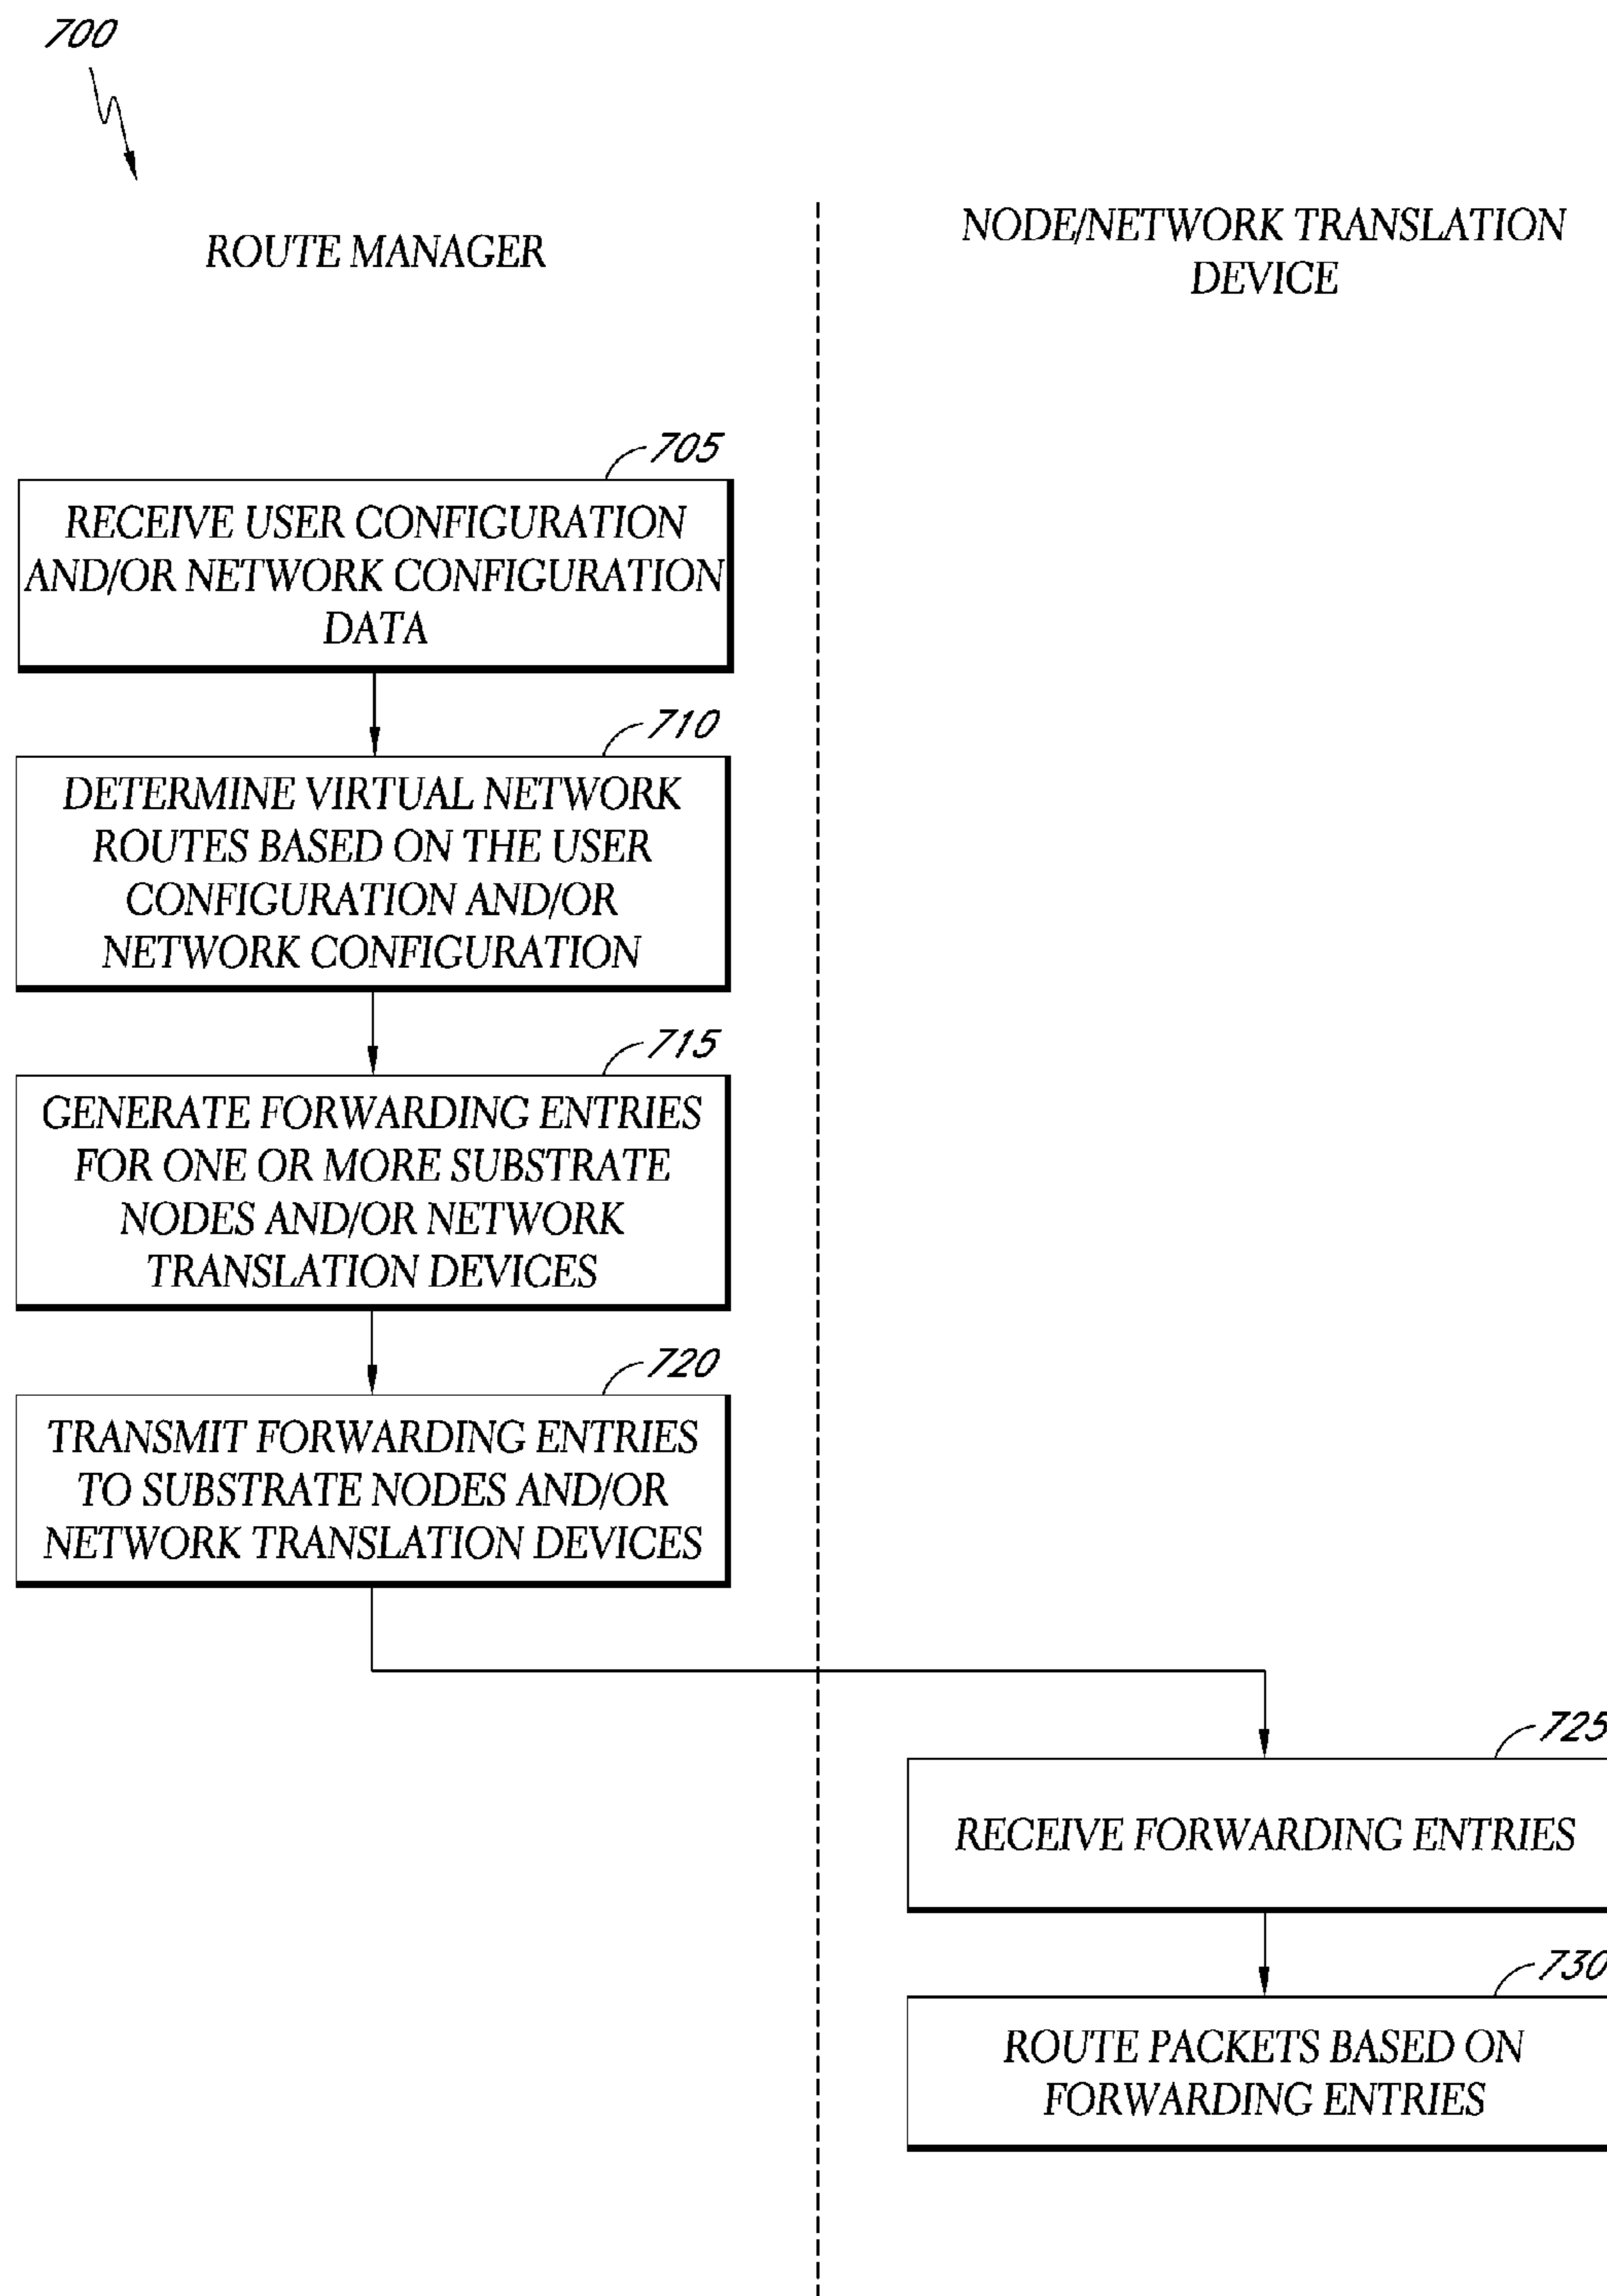 700
ROUTE MANAGER
NODE/NETWORK TRANSLATION
DEVICE
705
RECEIVE USER CONFIGURATION
AND/OR NETWORK CONFIGURATION
DATA
710
DETERMINE VIRTUAL NETWORK
ROUTES BASED ON THE USER
CONFIGURATION AND/OR
NETWORK CONFIGURATION
715
GENERATE FORWARDING ENTRIES
FOR ONE OR MORE SUBSTRATE
NODES AND/OR NETWORK
TRANSLATION DEVICES
720
TRANSMIT FORWARDING ENTRIES
TO SUBSTRATE NODES AND/OR
NETWORK TRANSLATION DEVICES
725
RECEIVE FORWARDING ENTRIES
730
ROUTE PACKETS BASED ON
FORWARDING ENTRIES